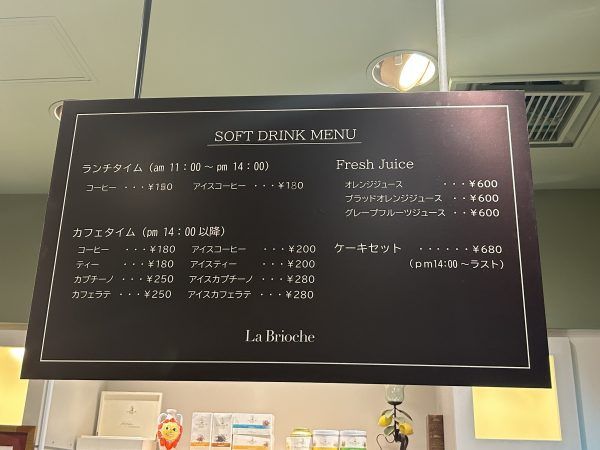 SOFT DRINK MENU
ランチタイム（am 11：00 ～ pm 14：00）
コーヒー ・・・¥180 アイスコーヒー ・・・¥180
カフェタイム（pm 14：00以降）
コーヒー ・・・¥180 アイスコーヒー ・・・¥200
ティー ・・・¥180 アイスティー ・・・¥200
カプチーノ ・・・¥250 アイスカプチーノ ・・・¥280
カフェラテ ・・・¥250 アイスカフェラテ ・・・¥280
Fresh Juice
オレンジジュース ・・・¥600
ブラッドオレンジジュース ・・¥600
グレープフルーツジュース ・・¥600
ケーキセット ・・・・・・¥680
（pm14:00～ラスト）
La Brioche